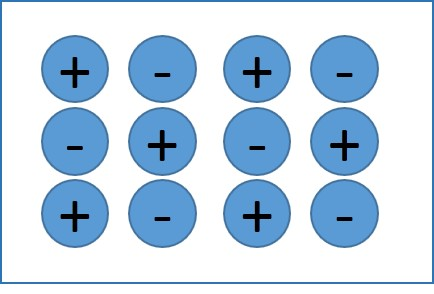 + - + -
- + - +
+ - + -